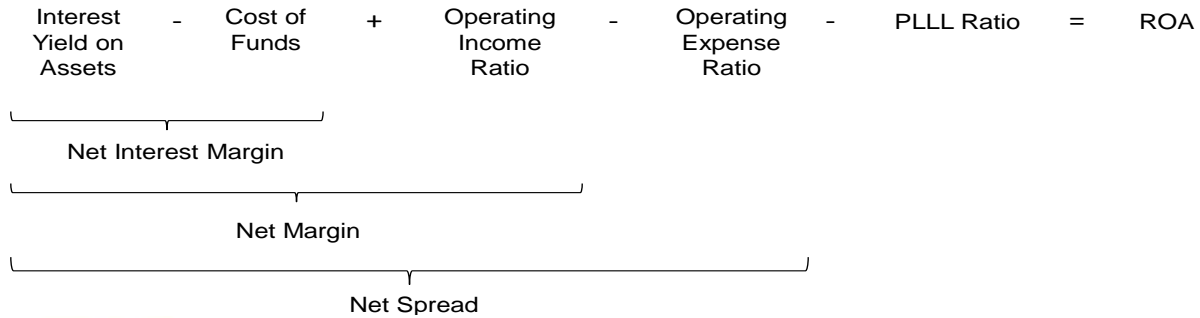 Interest - Cost of + Operating - Operating - PLLL Ratio = ROA
Yield on Funds Income Expense
Assets Ratio Ratio
Net Interest Margin
Net Margin
Net Spread